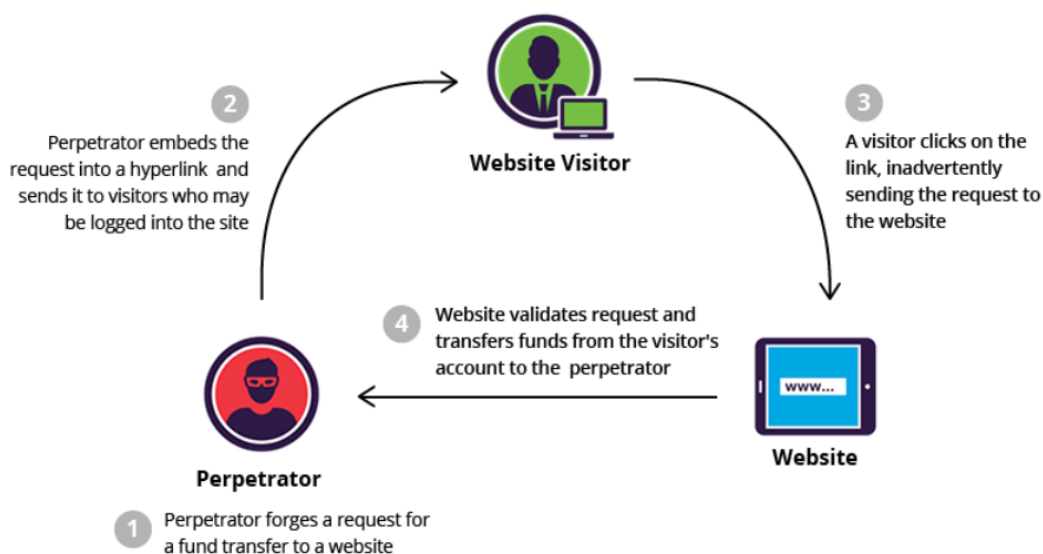 2
Perpetrator embeds the
request into a hyperlink and
sends it to visitors who may
be logged into the site
Website Visitor
3
A visitor clicks on the
link, inadvertently
sending the request to
the website
4
Website validates request and
transfers funds from the visitor's
account to the perpetrator
www...
Website
Perpetrator
1
Perpetrator forges a request for
a fund transfer to a website